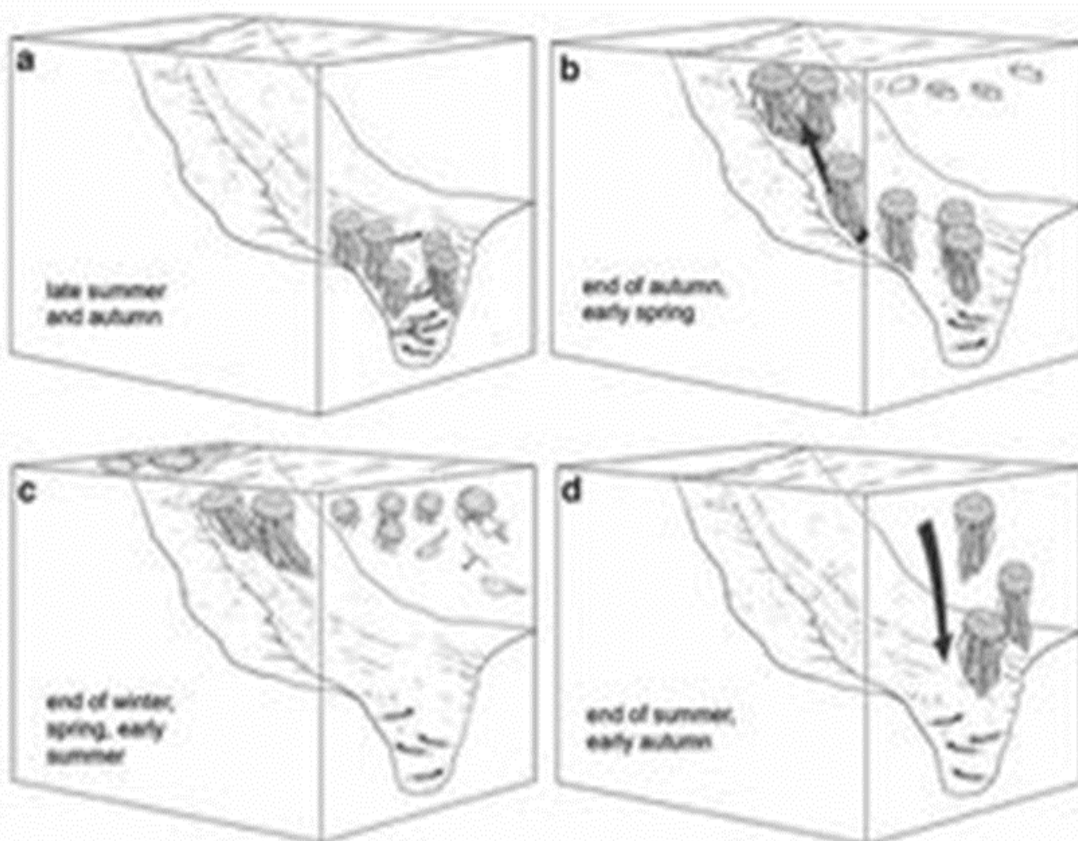 a
late summer
and autumn
b
end of autumn,
early spring
c
end of winter,
spring, early
summer
d
end of summer,
early autumn